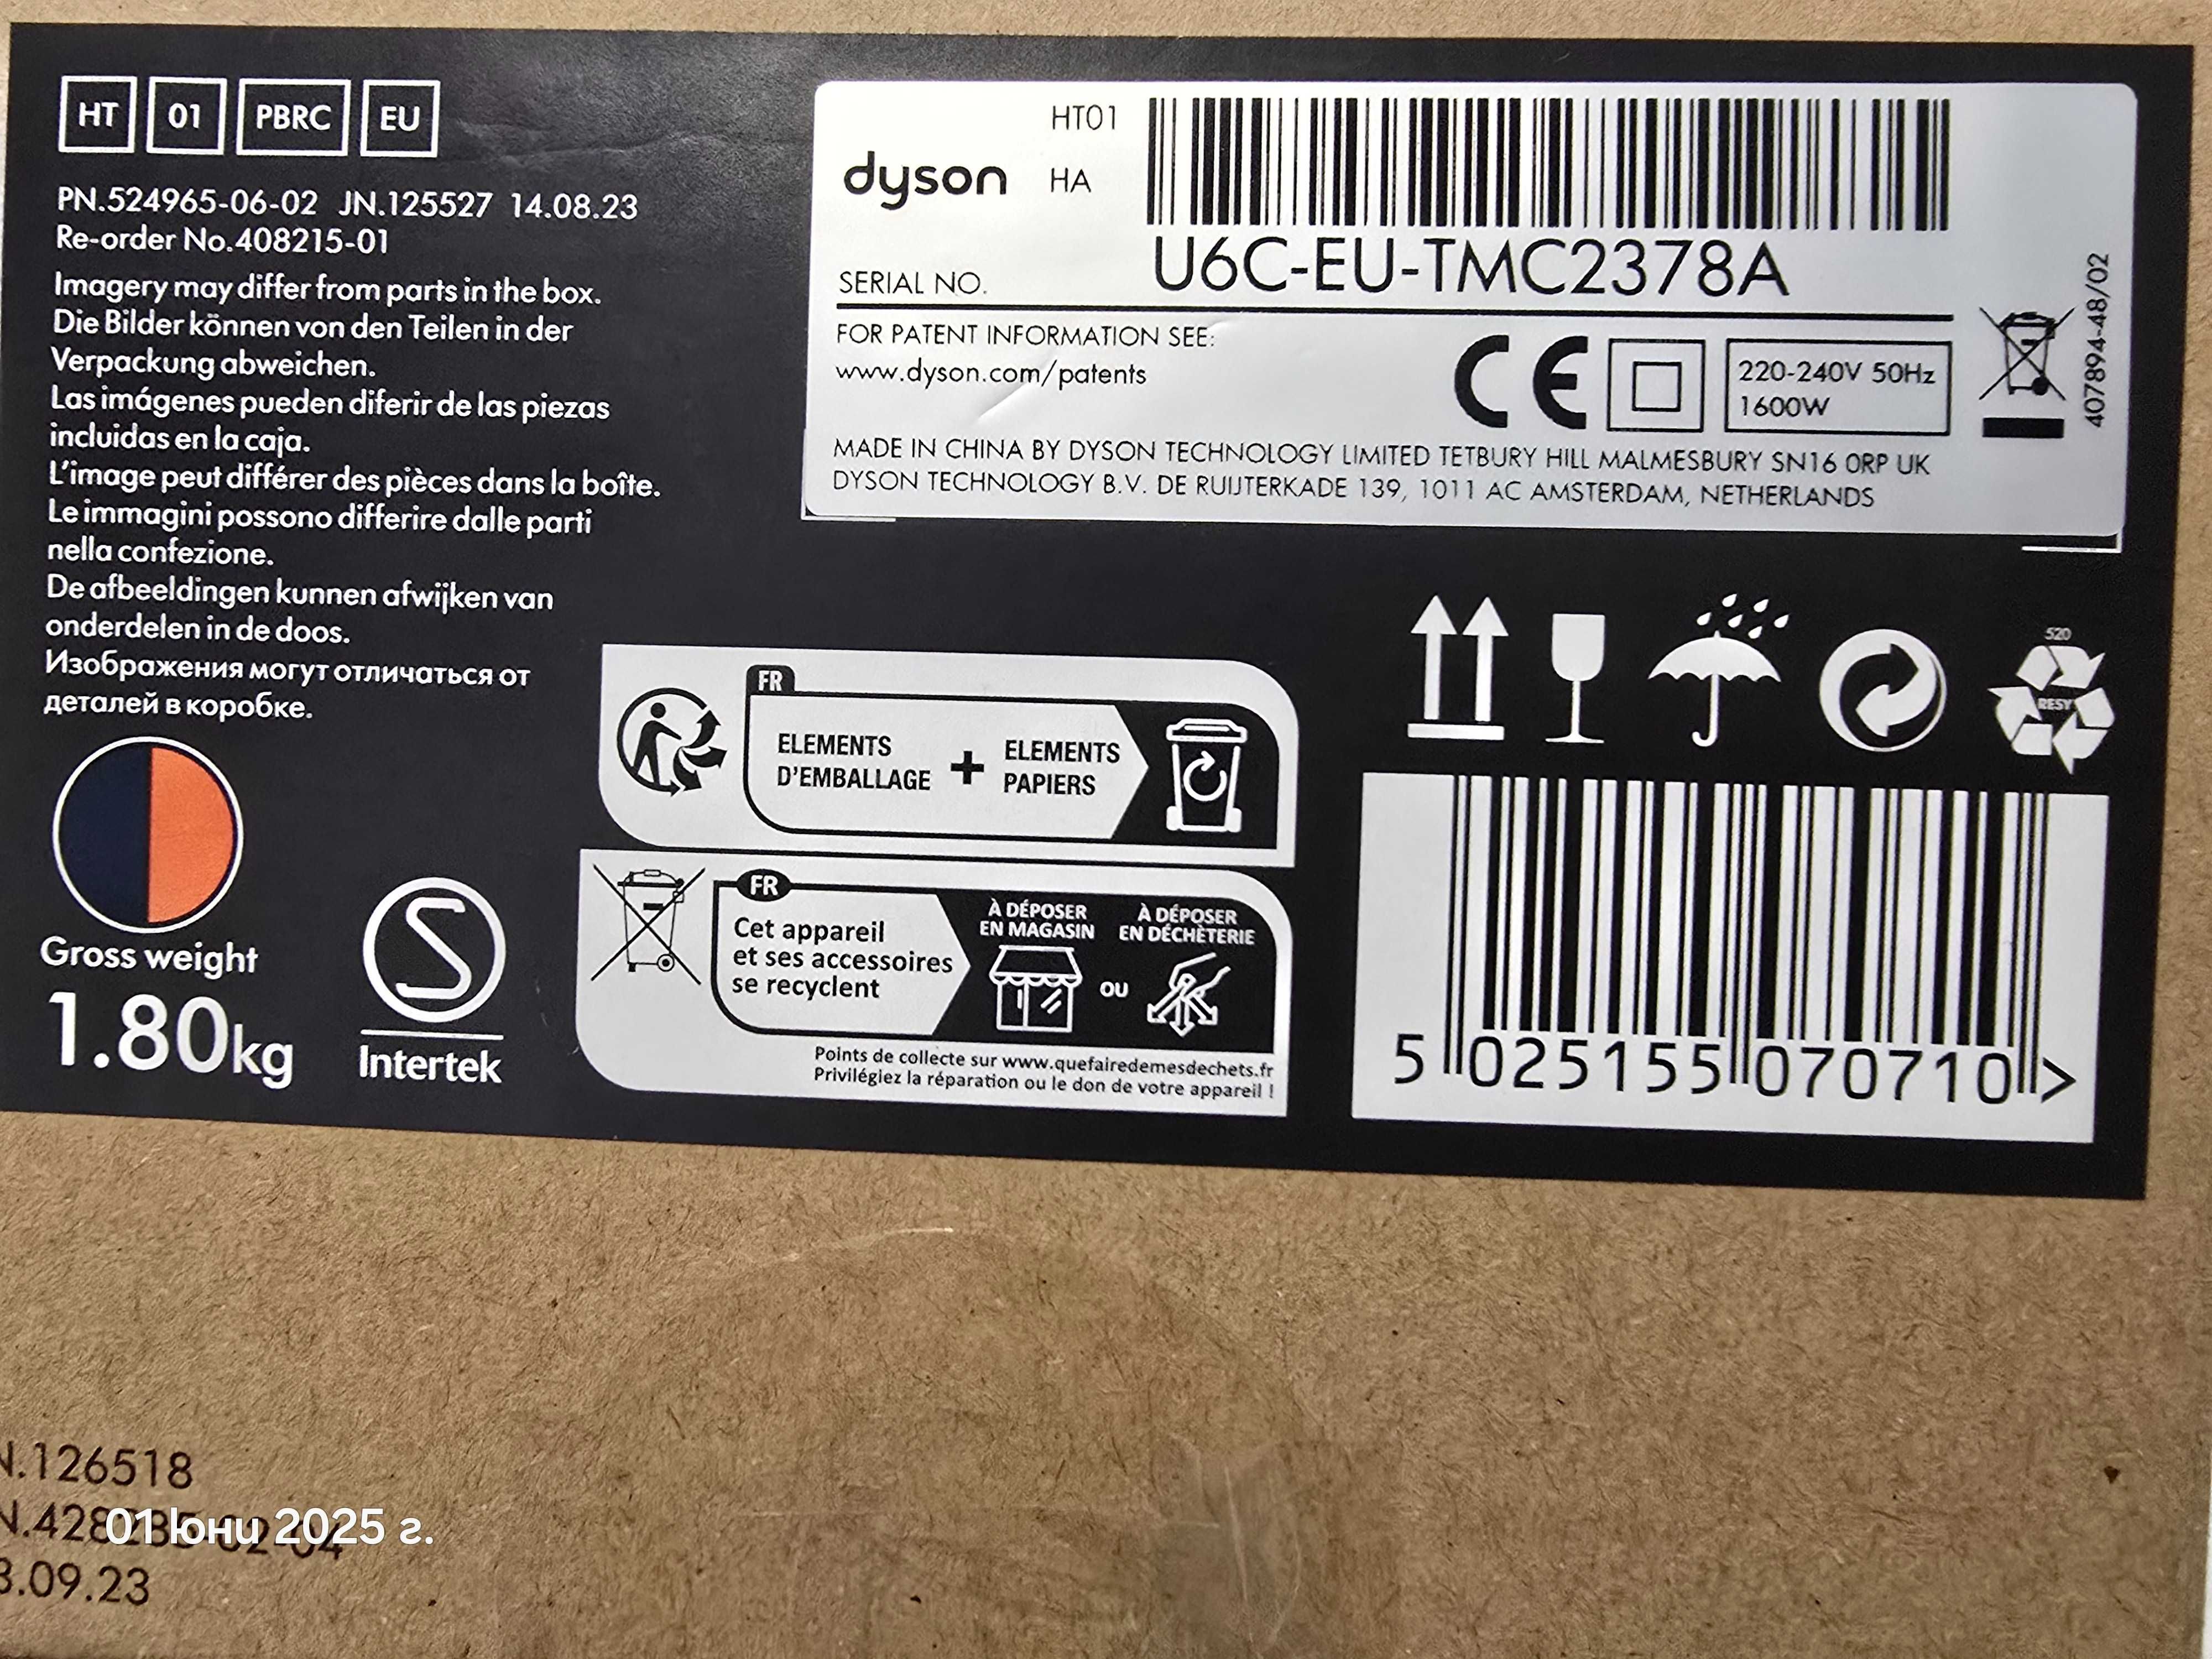 HT 01 PBRC EU
PN.524965-06-02 JN.125527 14.08.23
Re-order No.408215-01
Imagery may differ from parts in the box.
Die Bilder können von den Teilen in der
Verpackung abweichen.
Las imágenes pueden diferir de las piezas
incluidas en la caja.
L'image peut différer des pièces dans la boîte.
Le immagini possono differire dalle parti
nella confezione.
De afbeeldingen kunnen afwijken van
onderdelen in de doos.
Изображения могут отличаться от
деталей в коробке.
Gross weight
1.80kg
Intertek
HT01
dyson HA
SERIAL NO. U6C-EU-TMC2378A
FOR PATENT INFORMATION SEE:
www.dyson.com/patents
CE
220-240V 50Hz
1600W
407894-48/02
MADE IN CHINA BY DYSON TECHNOLOGY LIMITED TETBURY HILL MALMESBURY SN16 0RP UK
DYSON TECHNOLOGY B.V. DE RUIJTERKADE 139, 1011 AC AMSTERDAM, NETHERLANDS
520
RESY
FR
ELEMENTS
D'EMBALLAGE
+
ELEMENTS
PAPIERS
FR
Cet appareil
et ses accessoires
se recyclent
À DÉPOSER
EN MAGASIN
OU
À DÉPOSER
EN DÉCHÈTERIE
Points de collecte sur www.quefairedemesdechets.fr
Privilégiez la réparation ou le don de votre appareil !
5 025155 070710 >
N.126518
01 Юни 2025 г.
3.09.23